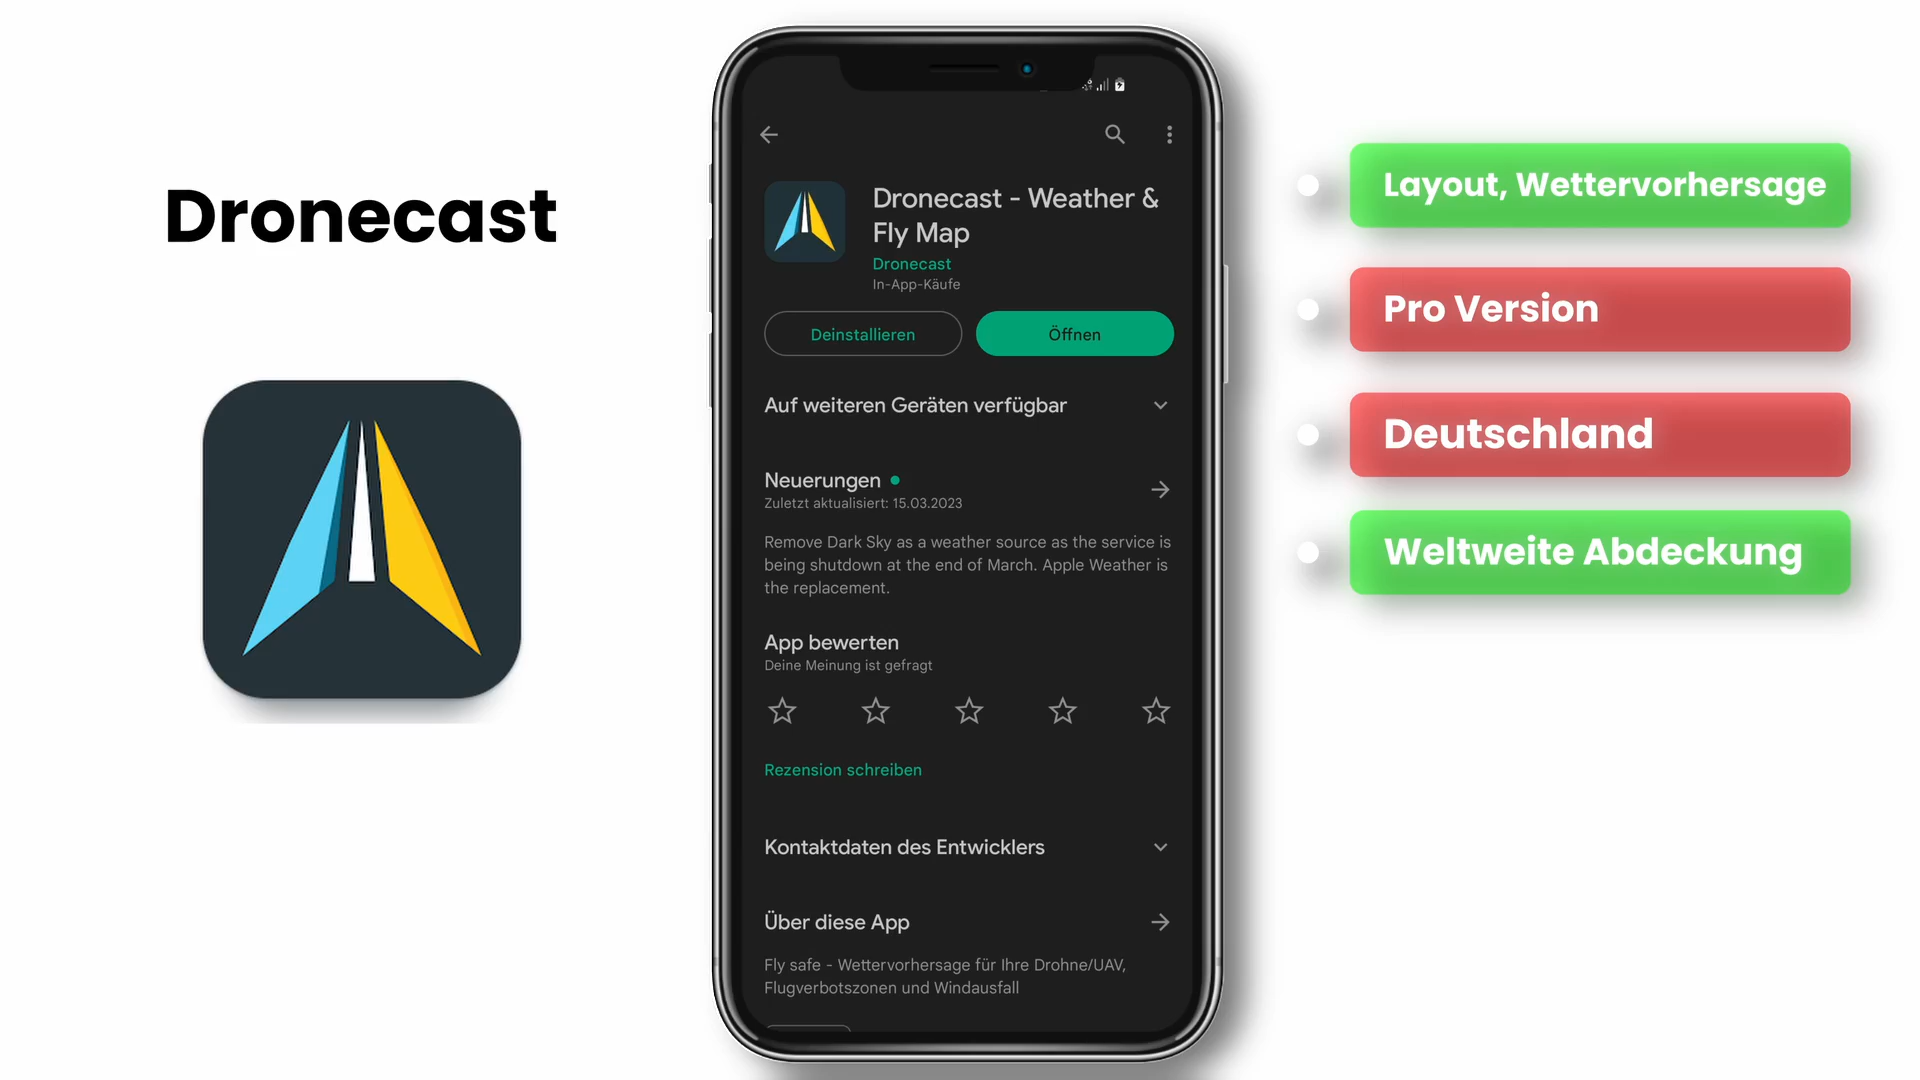 Dronecast
Dronecast - Weather &
Fly Map
Dronecast
In-App-Käufe
Deinstallieren
Öffnen
Auf weiteren Geräten verfügbar
Neuerungen
Zuletzt aktualisiert: 15.03.2023
Remove Dark Sky as a weather source as the service is
being shutdown at the end of March. Apple Weather is
the replacement.
App bewerten
Deine Meinung ist gefragt
Rezension schreiben
Kontaktdaten des Entwicklers
Über diese App
Fly safe - Wettervorhersage für Ihre Drohne/UAV,
Flugverbotszonen und Windausfall
Layout, Wettervorhersage
Pro Version
Deutschland
Weltweite Abdeckung